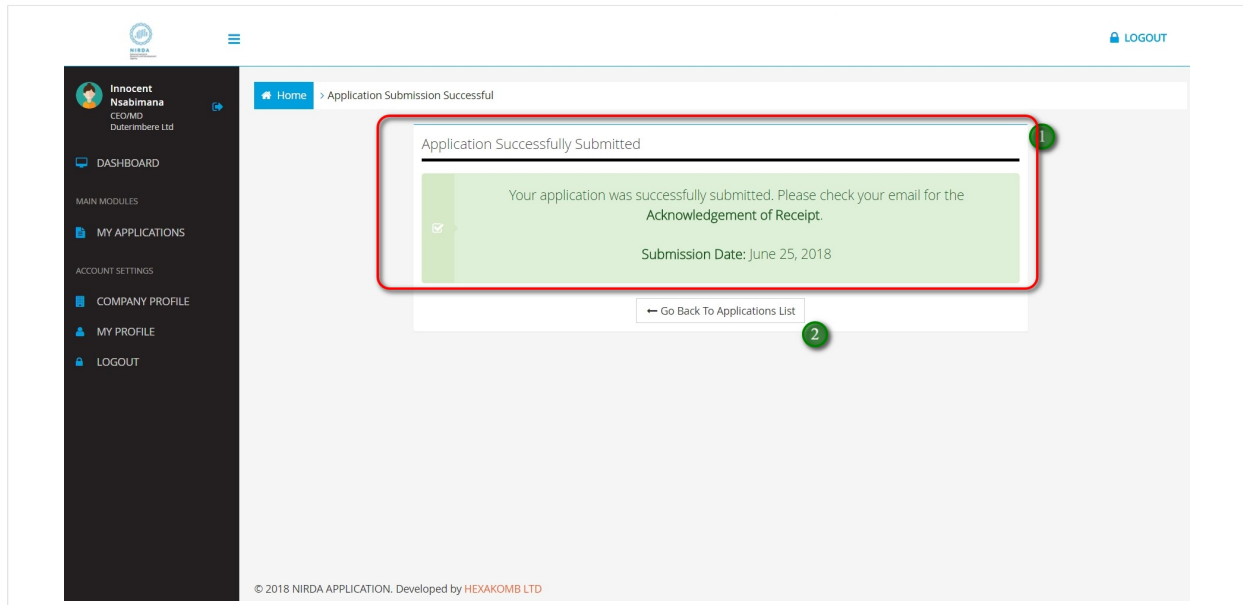 NIRDA
LOGOUT
Innocent
Nsabimana
CEO/MD
Duterimbere Ltd
Home > Application Submission Successful
DASHBOARD
MAIN MODULES
MY APPLICATIONS
ACCOUNT SETTINGS
COMPANY PROFILE
MY PROFILE
LOGOUT
1
Application Successfully Submitted
Your application was successfully submitted. Please check your email for the
Acknowledgement of Receipt.
Submission Date: June 25, 2018
Go Back To Applications List
2
© 2018 NIRDA APPLICATION. Developed by HEXAKOMB LTD